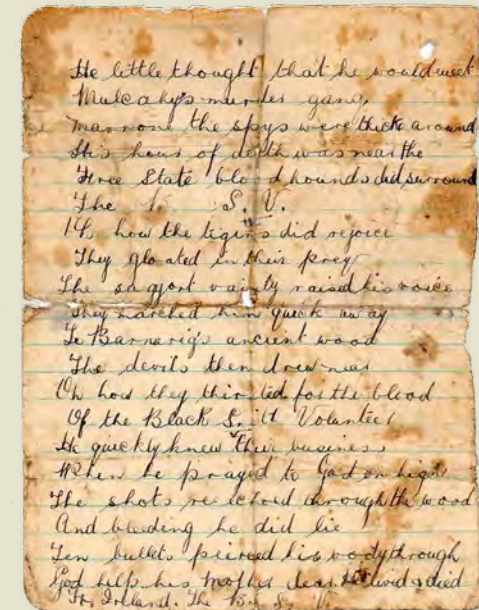 He little thought that he would meet
Mulcahy's murder gang
the spys were thick around
His hour of death was near the
Free State blood hounds did surround
The B. S. V.
Oh how the tigers did rejoice
They gloated in their prey
The vainly raised his voice
They marched him quick away
To Barnarig's ancient wood
The devils then drew near
Oh how they thirsted for the blood
Of the Black Volunteer
He quickly knew their business
When he prayed to God on high
The shots re echoed through the wood
And bleeding he did lie
Ten bullets pierced his woody through
God help his Mother dear. He lived & died
For Ireland. The B. S. V.